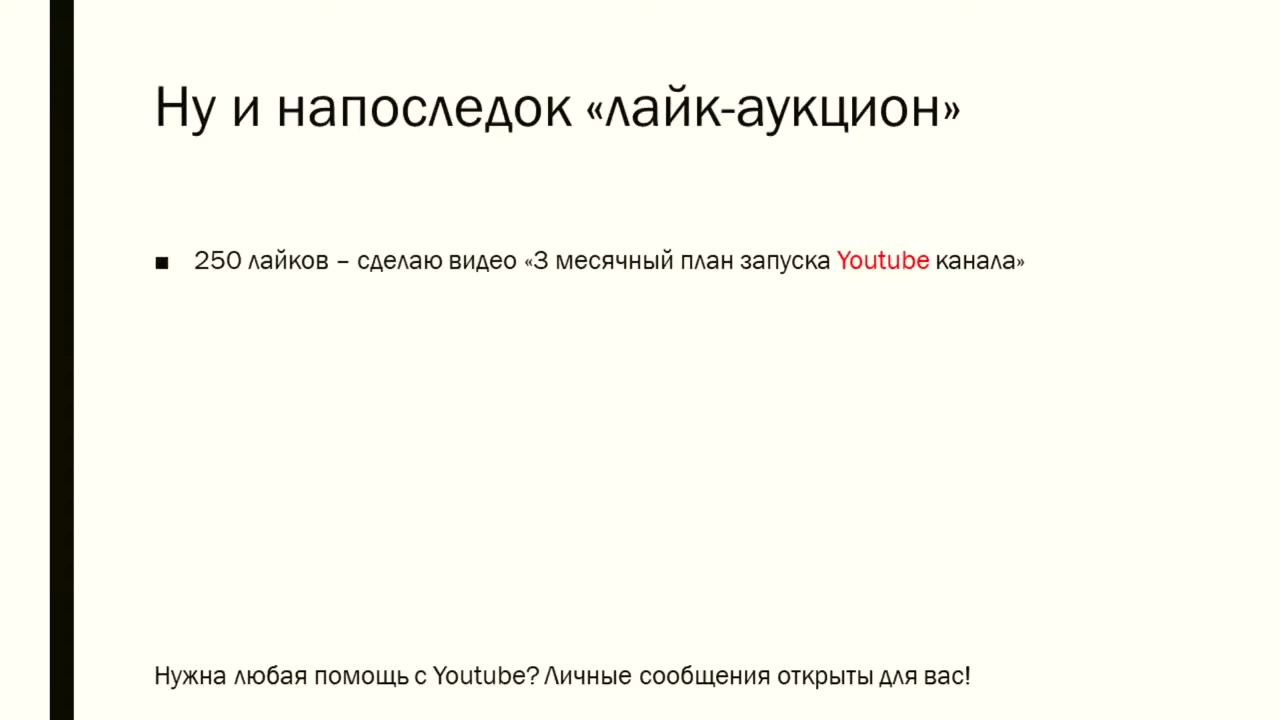 Ну и напоследок «лайк-аукцион»
▪ 250 лайков – сделаю видео «3 месячный план запуска Youtube канала»
Нужна любая помощь с Youtube? Личные сообщения открыты для вас!